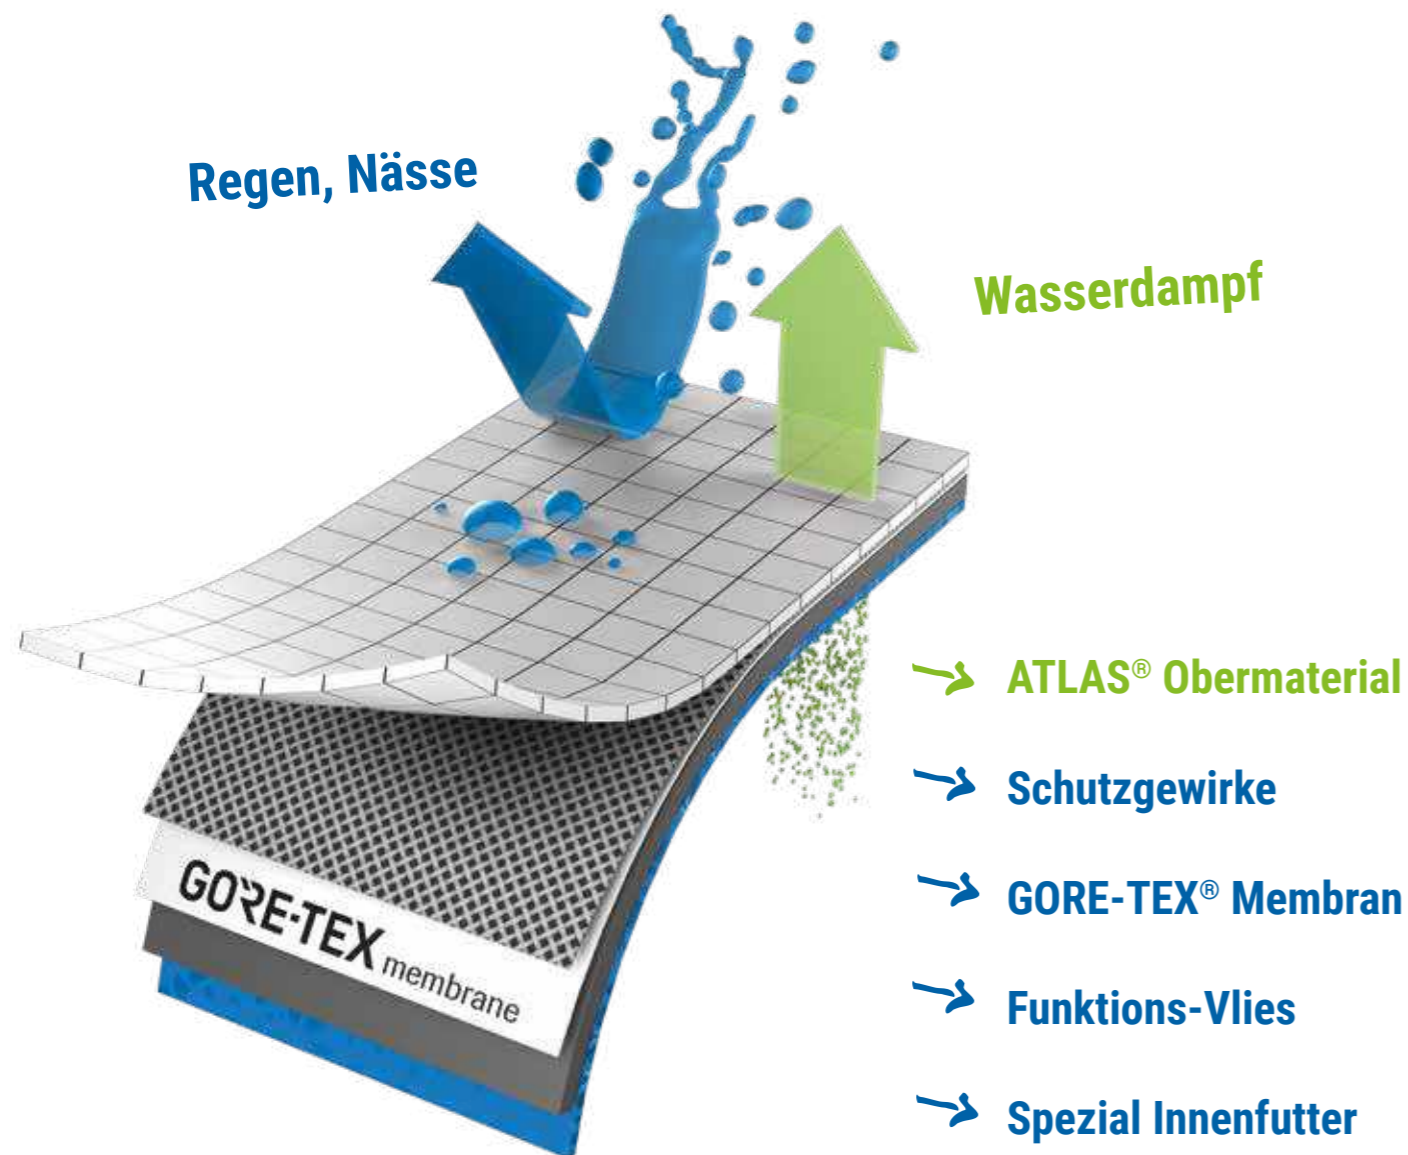 Regen, Nässe
Wasserdampf
ATLAS® Obermaterial
Schutzgewirke
GORE-TEX® Membran
Funktions-Vlies
Spezial Innenfutter
GORE-TEX membrane